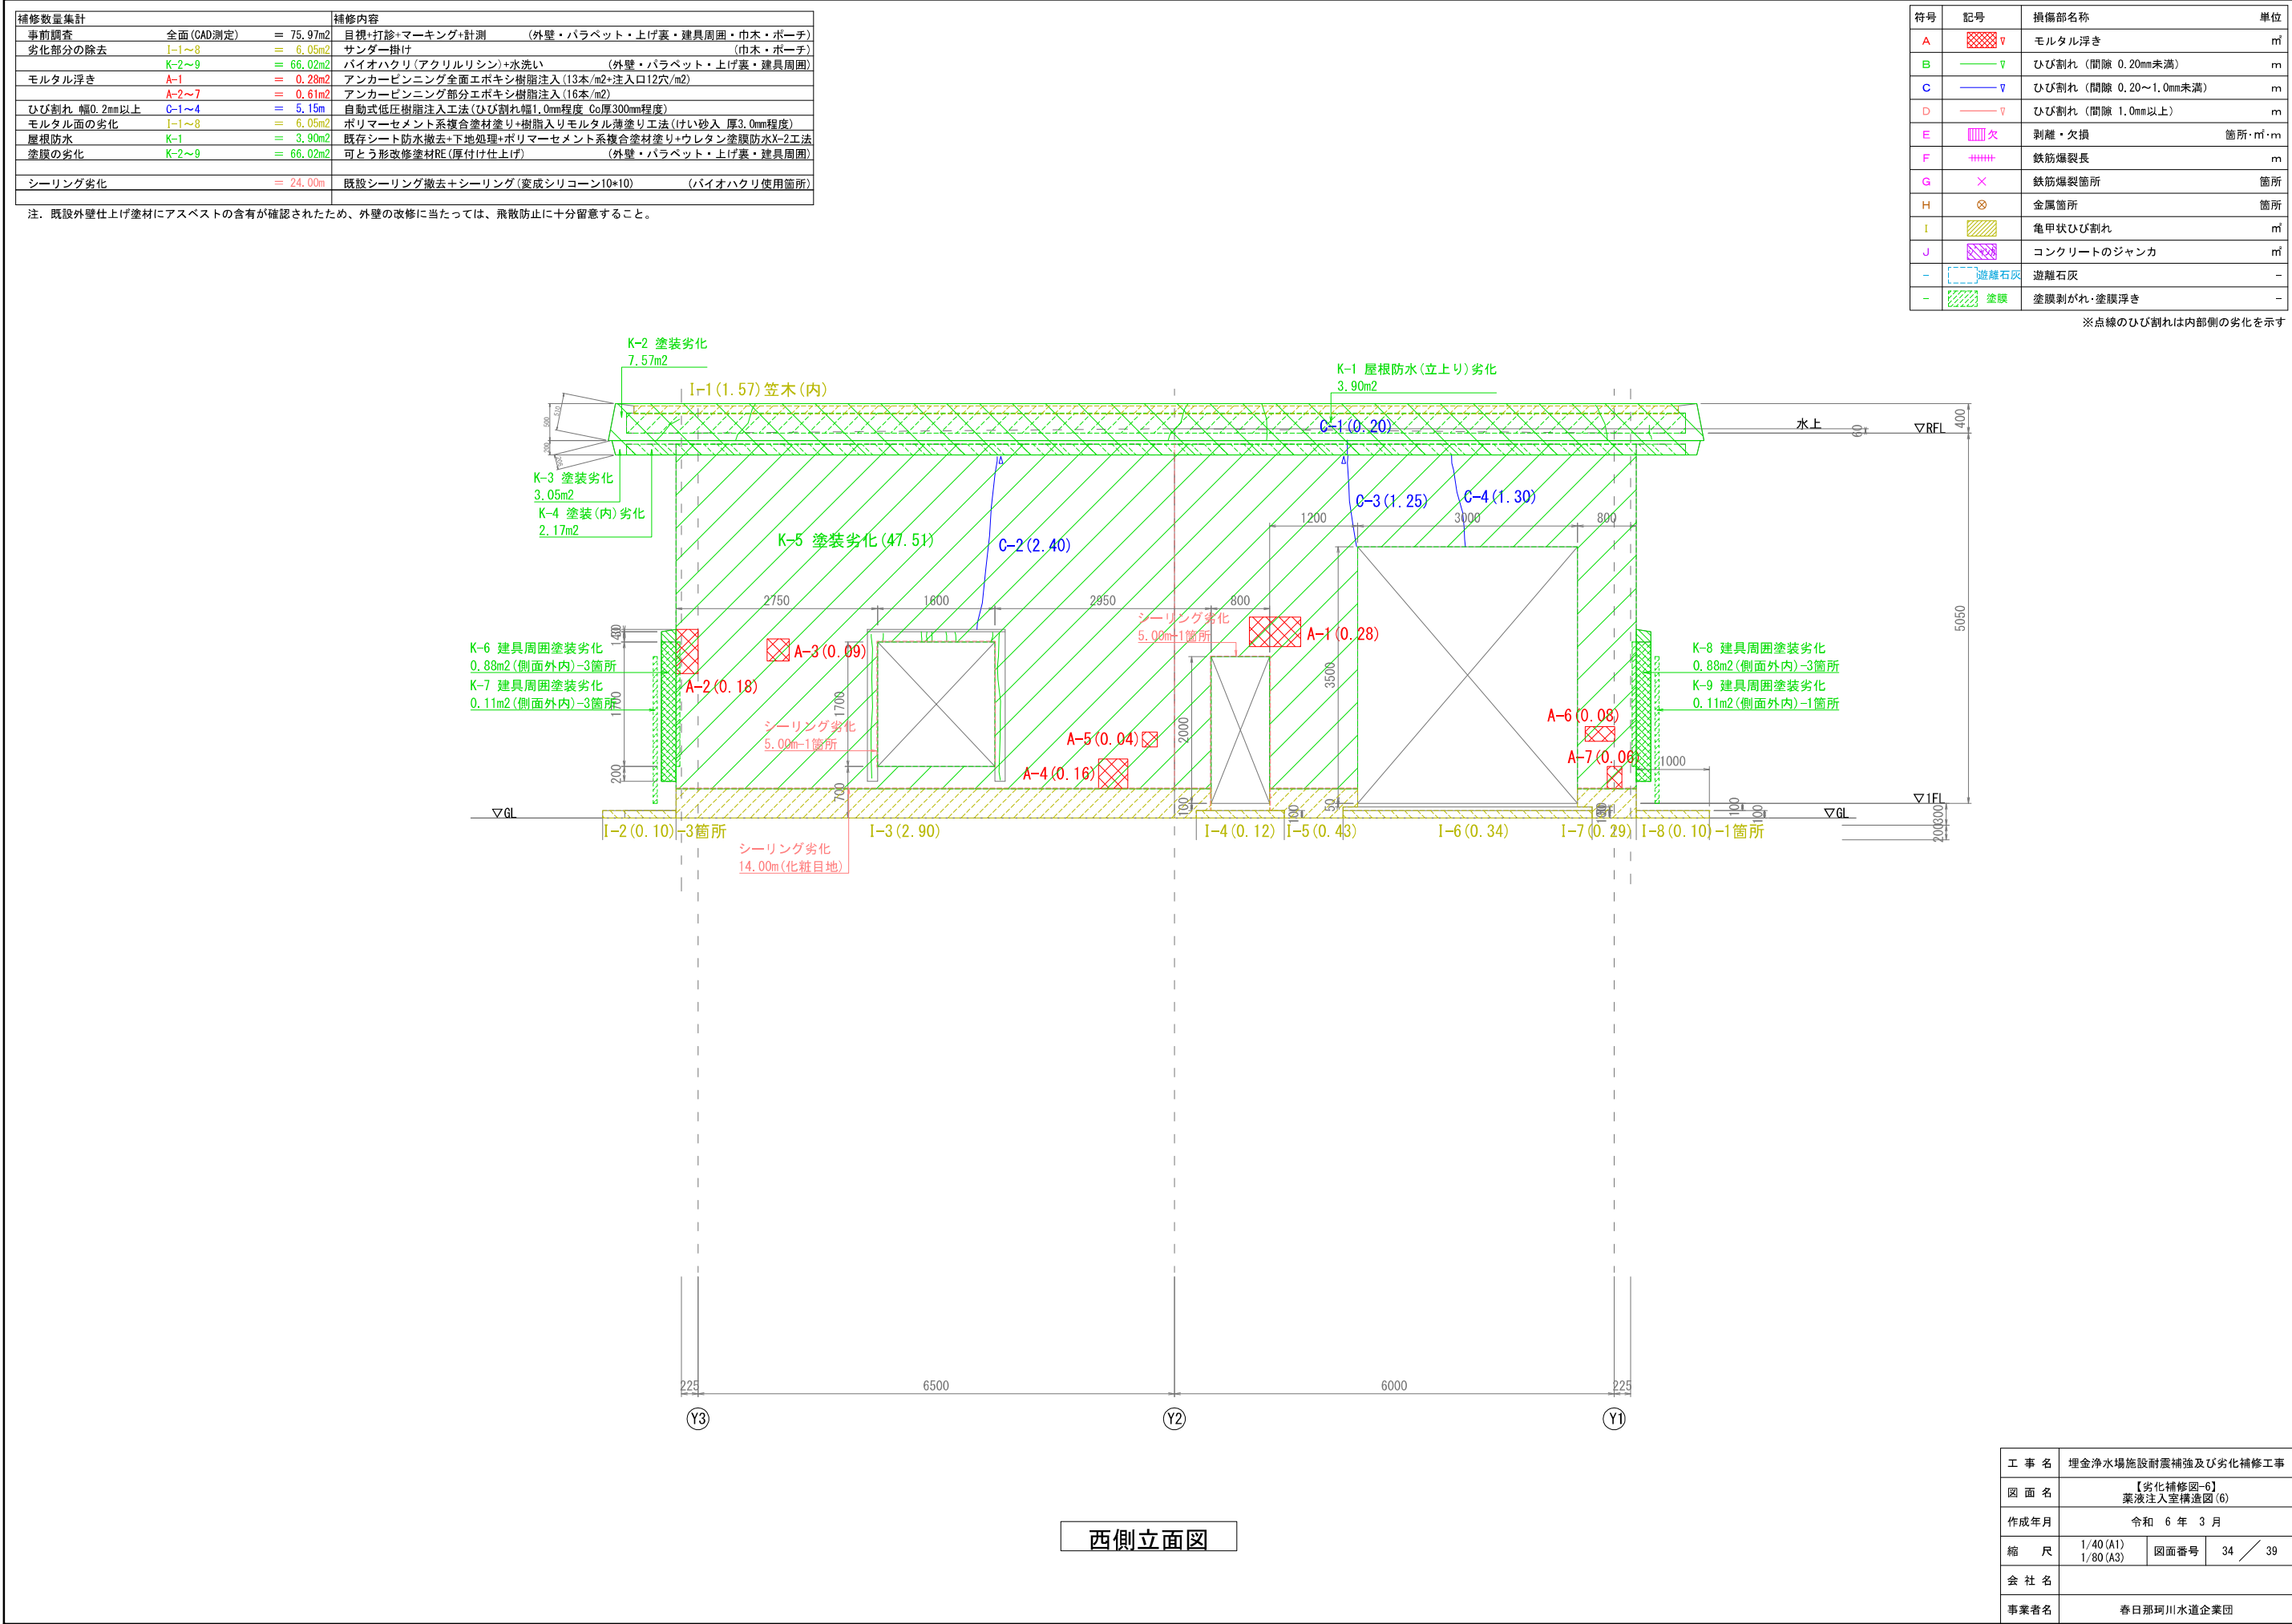 補修数量集計 補修内容
事前調査 全面(CAD測定) = 75.97m2 目視+打診+マーキング+計測 (外壁・パラペット・上げ裏・建具周囲・巾木・ポーチ)
劣化部分の除去 I-1～8 = 6.05m2 サンダー掛け (巾木・ポーチ)
K-2～9 = 66.02m2 バイオハクリ(アクリルリシン)+水洗い (外壁・パラペット・上げ裏・建具周囲)
モルタル浮き A-1 = 0.28m2 アンカーピンニング全面エポキシ樹脂注入(13本/m2+注入口12穴/m2)
A-2～7 = 0.61m2 アンカーピンニング部分エポキシ樹脂注入(16本/m2)
ひび割れ 幅0.2mm以上 C-1～4 = 5.15m 自動式低圧樹脂注入工法(ひび割れ幅1.0mm程度 Co厚300mm程度)
モルタル面の劣化 I-1～8 = 6.05m2 ポリマーセメント系複合塗材塗り+樹脂入りモルタル薄塗り工法(けい砂入 厚3.0mm程度)
屋根防水 K-1 = 3.90m2 既存シート防水撤去+下地処理+ポリマーセメント系複合塗材塗り+ウレタン塗膜防水X-2工法
塗膜の劣化 K-2～9 = 66.02m2 可とう形改修塗材RE(厚付け仕上げ) (外壁・パラペット・上げ裏・建具周囲)
シーリング劣化 = 24.00m 既設シーリング撤去＋シーリング(変成シリコーン10*10) (バイオハクリ使用箇所)
注. 既設外壁仕上げ塗材にアスベストの含有が確認されたため、外壁の改修に当たっては、飛散防止に十分留意すること。
符号 記号 損傷部名称 単位
A モルタル浮き ㎡
B ひび割れ (間隙 0.20mm未満) m
C ひび割れ (間隙 0.20～1.0mm未満) m
D ひび割れ (間隙 1.0mm以上) m
E 欠 剥離・欠損 箇所・㎡・m
F 鉄筋爆裂長 m
G 鉄筋爆裂箇所 箇所
H 金属箇所 箇所
I 亀甲状ひび割れ ㎡
J コンクリートのジャンカ ㎡
- 遊離石灰 遊離石灰 -
- 塗膜 塗膜剥がれ・塗膜浮き -
※点線のひび割れは内部側の劣化を示す
K-2 塗装劣化
7.57m2
I-1(1.57)笠木(内)
K-1 屋根防水(立上り)劣化
3.90m2
C-1(0.20)
水上
60
400
▽RFL
K-3 塗装劣化
3.05m2
K-4 塗装(内)劣化
2.17m2
K-5 塗装劣化(47.51)
C-2(2.40)
C-3(1.25)
C-4(1.30)
1200 3000 800
2750 1600 2950 800
5050
シーリング劣化
5.00m-1箇所
A-1(0.28)
A-3(0.09)
A-2(0.18)
K-6 建具周囲塗装劣化
0.88m2(側面外内)-3箇所
K-7 建具周囲塗装劣化
0.11m2(側面外内)-3箇所
K-8 建具周囲塗装劣化
0.88m2(側面外内)-3箇所
K-9 建具周囲塗装劣化
0.11m2(側面外内)-1箇所
1700
200
1700
700
2000
100
3500
50
シーリング劣化
5.00m-1箇所
A-5(0.04)
A-4(0.16)
A-6(0.08)
A-7(0.06)
1000
▽1FL
▽GL
▽GL
100
100
100
300
200
I-2(0.10)-3箇所
I-3(2.90)
I-4(0.12)
I-5(0.43)
I-6(0.34)
I-7(0.29)
I-8(0.10)-1箇所
シーリング劣化
14.00m(化粧目地)
225 6500 6000 225
Y3 Y2 Y1
西側立面図
工事名 埋金浄水場施設耐震補強及び劣化補修工事
図面名 【劣化補修図-6】
薬液注入室構造図(6)
作成年月 令和 6 年 3 月
縮尺 1/40(A1)
1/80(A3)
図面番号 34 ／ 39
会社名
事業者名 春日那珂川水道企業団